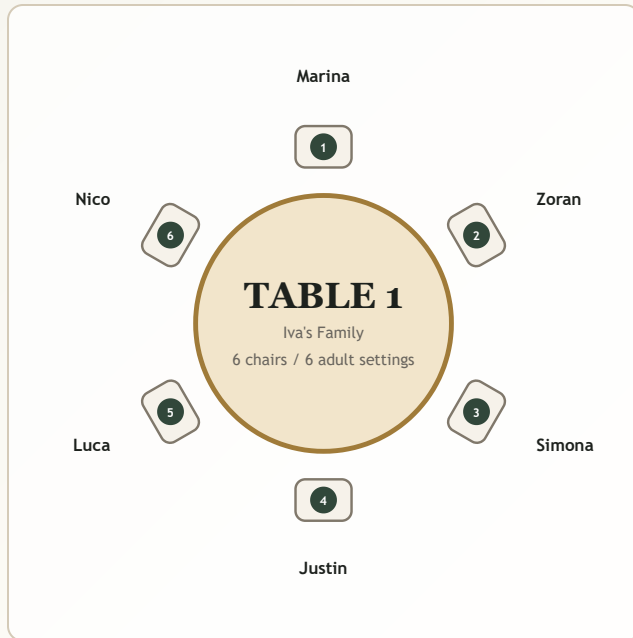 Marina
1
Nico
Zoran
6
2
TABLE 1
Iva's Family
6 chairs / 6 adult settings
5
3
Luca
Simona
4
Justin